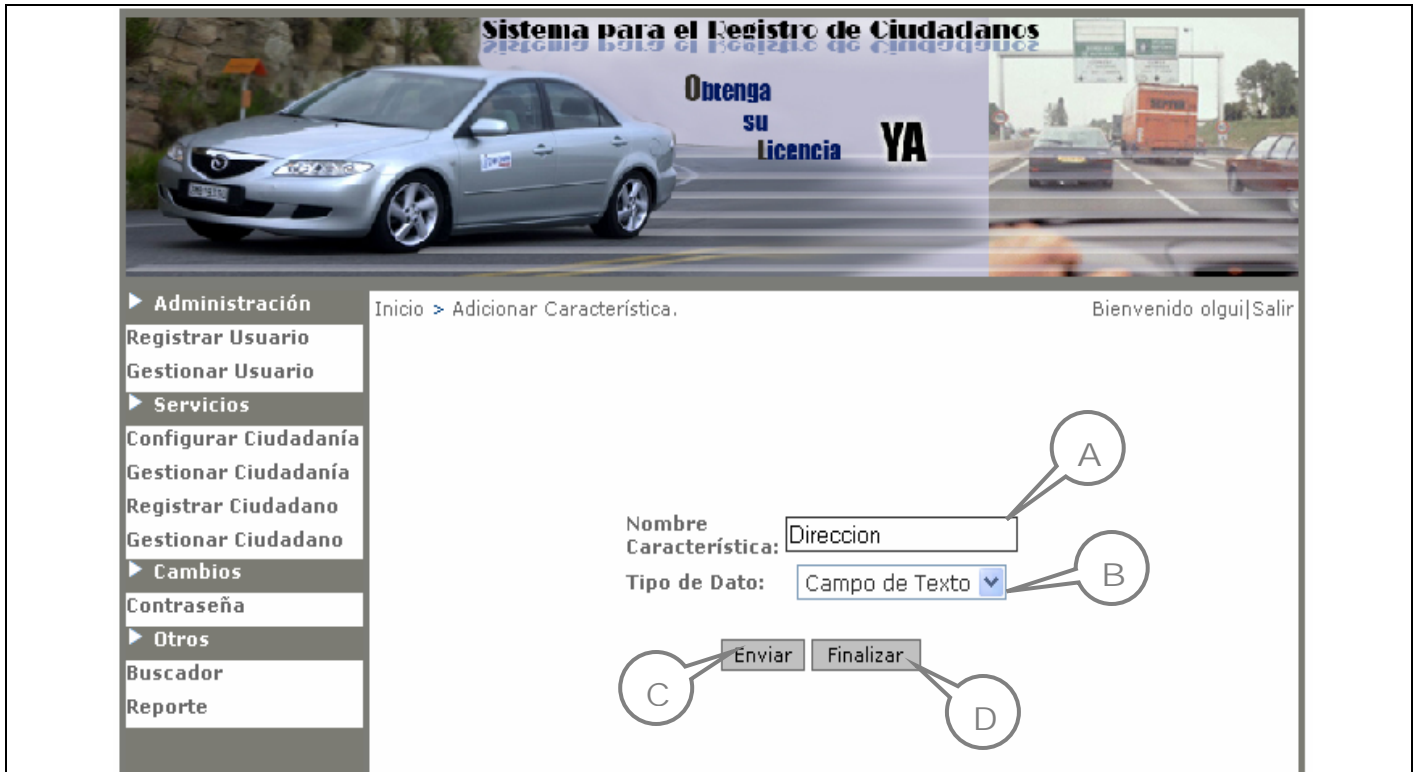 Sistema para el Registro de Ciudadanos
Obtenga
su
Licencia YA
Administración
Registrar Usuario
Gestionar Usuario
Servicios
Configurar Ciudadanía
Gestionar Ciudadanía
Registrar Ciudadano
Gestionar Ciudadano
Cambios
Contraseña
Otros
Buscador
Reporte
Inicio > Adicionar Característica.
Bienvenido olgui|Salir
A
Nombre
Característica: Direccion
Tipo de Dato: Campo de Texto
B
Enviar Finalizar
C
D